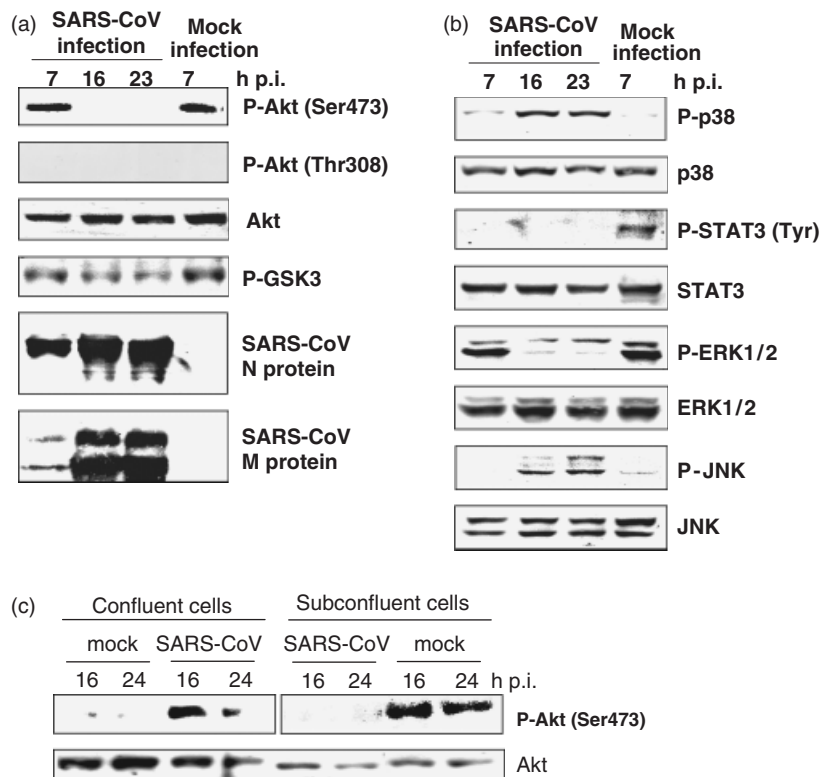 (a)
SARS-CoV infection
Mock infection
7 16 23 7 h p.i.
P-Akt (Ser473)
P-Akt (Thr308)
Akt
P-GSK3
SARS-CoV
N protein
SARS-CoV
M protein
(b)
SARS-CoV infection
Mock infection
7 16 23 7 h p.i.
P-p38
p38
P-STAT3 (Tyr)
STAT3
P-ERK1/2
ERK1/2
P-JNK
JNK
(c)
Confluent cells Subconfluent cells
mock SARS-CoV SARS-CoV mock
16 24 16 24 16 24 16 24 h p.i.
P-Akt (Ser473)
Akt